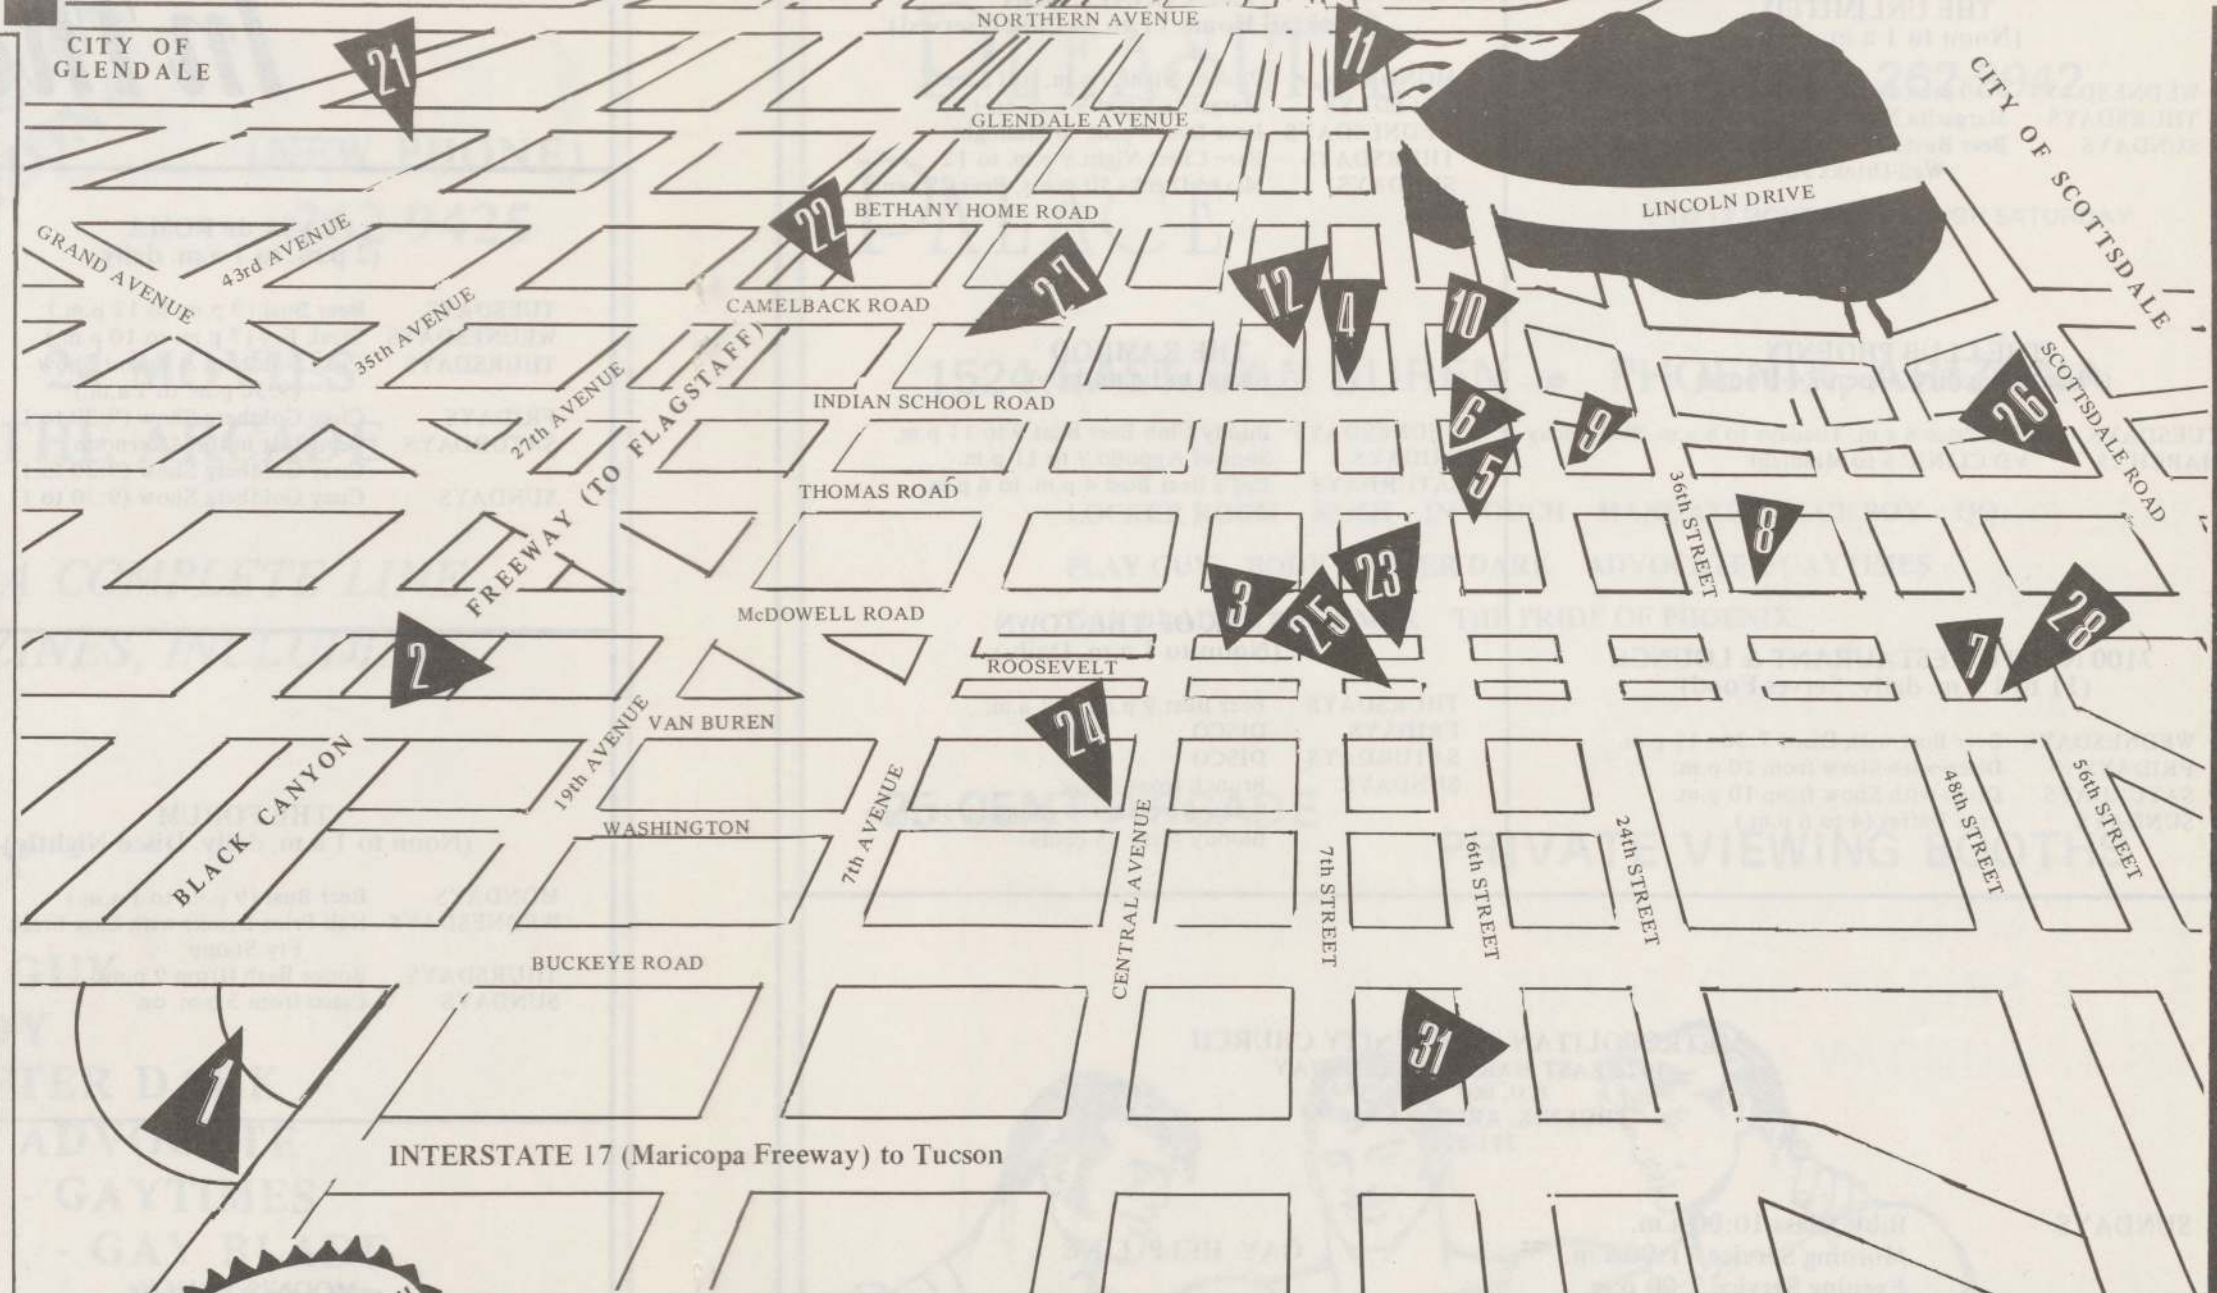 NORTHERN AVENUE
CITY OF
GLENDALE
21
11
CITY OF SCOTTSDALE
GLENDALE AVENUE
LINCOLN DRIVE
22
BETHANY HOME ROAD
GRAND AVENUE
43rd AVENUE
27
12
4
10
CAMELBACK ROAD
35th AVENUE
SCOTTSDALE ROAD
26
27th AVENUE
INDIAN SCHOOL ROAD
6
9
5
THOMAS ROAD
36th STREET
8
FREEWAY (TO FLAGSTAFF)
McDOWELL ROAD
3
25
23
7
28
2
ROOSEVELT
24
19th AVENUE
VAN BUREN
BLACK CANYON
WASHINGTON
7th AVENUE
CENTRAL AVENUE
7th STREET
16th STREET
24th STREET
48th STREET
56th STREET
BUCKEYE ROAD
1
31
INTERSTATE 17 (Maricopa Freeway) to Tucson